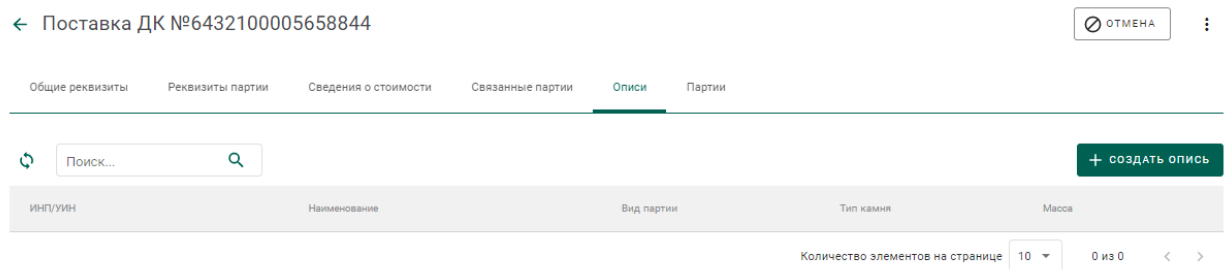 Поставка ДК №6432100005658844
ОТМЕНА
Общие реквизиты Реквизиты партии Сведения о стоимости Связанные партии Описи Партии
Поиск...
СОЗДАТЬ ОПИСЬ
ИНП/УИН Наименование Вид партии Тип камня Масса
Количество элементов на странице 10 0 из 0